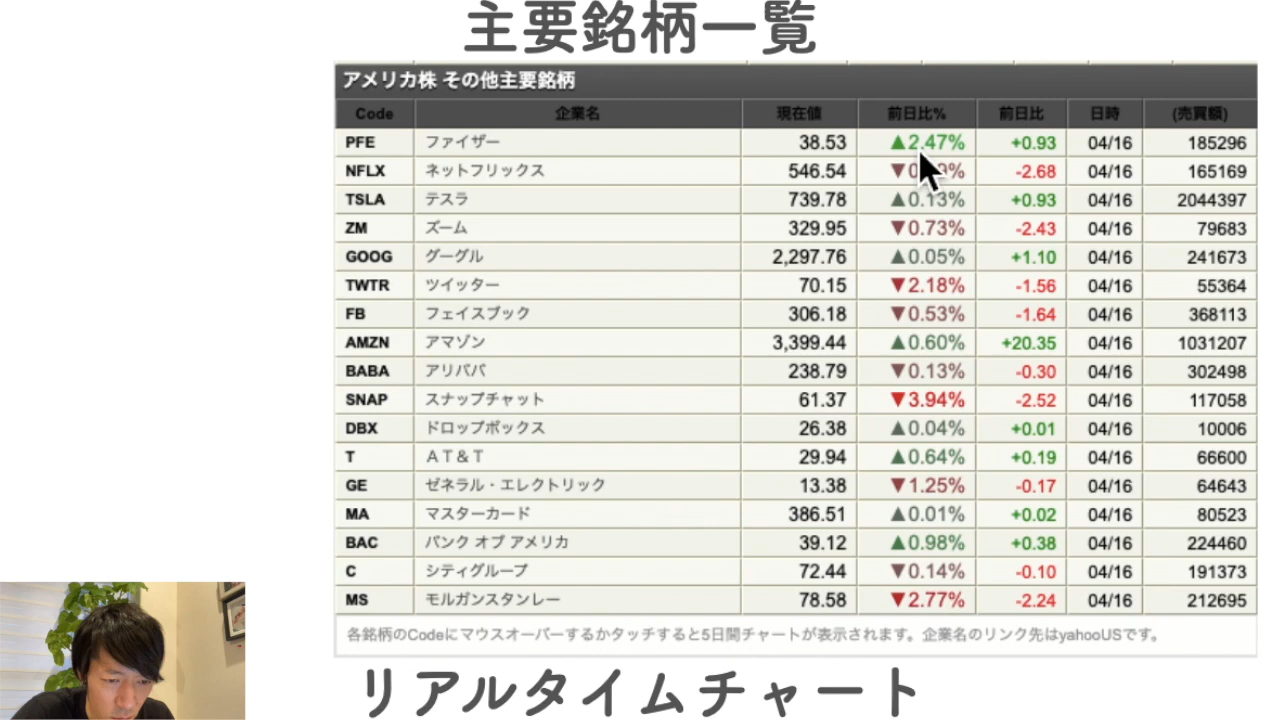 主要銘柄一覧
アメリカ株 その他主要銘柄
Code 企業名 現在値 前日比% 前日比 日時 (売買額)
PFE ファイザー 38.53 ▲2.47% +0.93 04/16 185296
NFLX ネットフリックス 546.54 ▼0. % -2.68 04/16 165169
TSLA テスラ 739.78 ▲0.13% +0.93 04/16 2044397
ZM ズーム 329.95 ▼0.73% -2.43 04/16 79683
GOOG グーグル 2,297.76 ▲0.05% +1.10 04/16 241673
TWTR ツイッター 70.15 ▼2.18% -1.56 04/16 55364
FB フェイスブック 306.18 ▼0.53% -1.64 04/16 368113
AMZN アマゾン 3,399.44 ▲0.60% +20.35 04/16 1031207
BABA アリババ 238.79 ▼0.13% -0.30 04/16 302498
SNAP スナップチャット 61.37 ▼3.94% -2.52 04/16 117058
DBX ドロップボックス 26.38 ▲0.04% +0.01 04/16 10006
T AT&T 29.94 ▲0.64% +0.19 04/16 66600
GE ゼネラル・エレクトリック 13.38 ▼1.25% -0.17 04/16 64643
MA マスターカード 386.51 ▲0.01% +0.02 04/16 80523
BAC バンク オブ アメリカ 39.12 ▲0.98% +0.38 04/16 224460
C シティグループ 72.44 ▼0.14% -0.10 04/16 191373
MS モルガンスタンレー 78.58 ▼2.77% -2.24 04/16 212695
各銘柄のCodeにマウスオーバーするかタッチすると5日間チャートが表示されます。企業名のリンク先はyahooUSです。
リアルタイムチャート